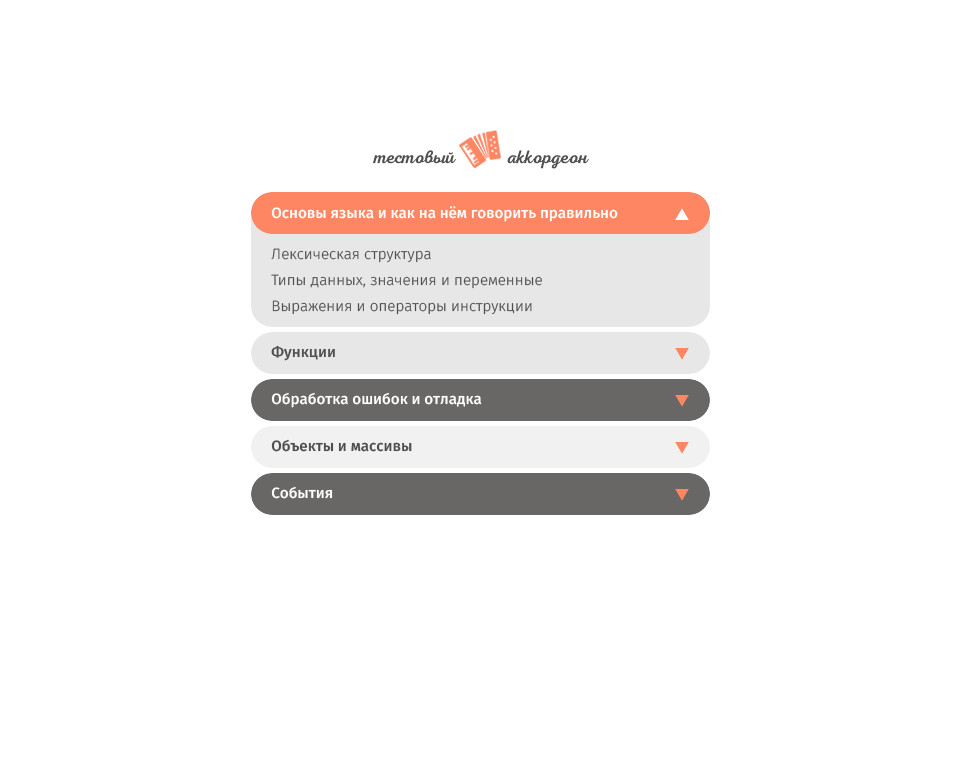 тестовый аккордеон
Основы языка и как на нём говорить правильно
Лексическая структура
Типы данных, значения и переменные
Выражения и операторы инструкции
Функции
Обработка ошибок и отладка
Объекты и массивы
События